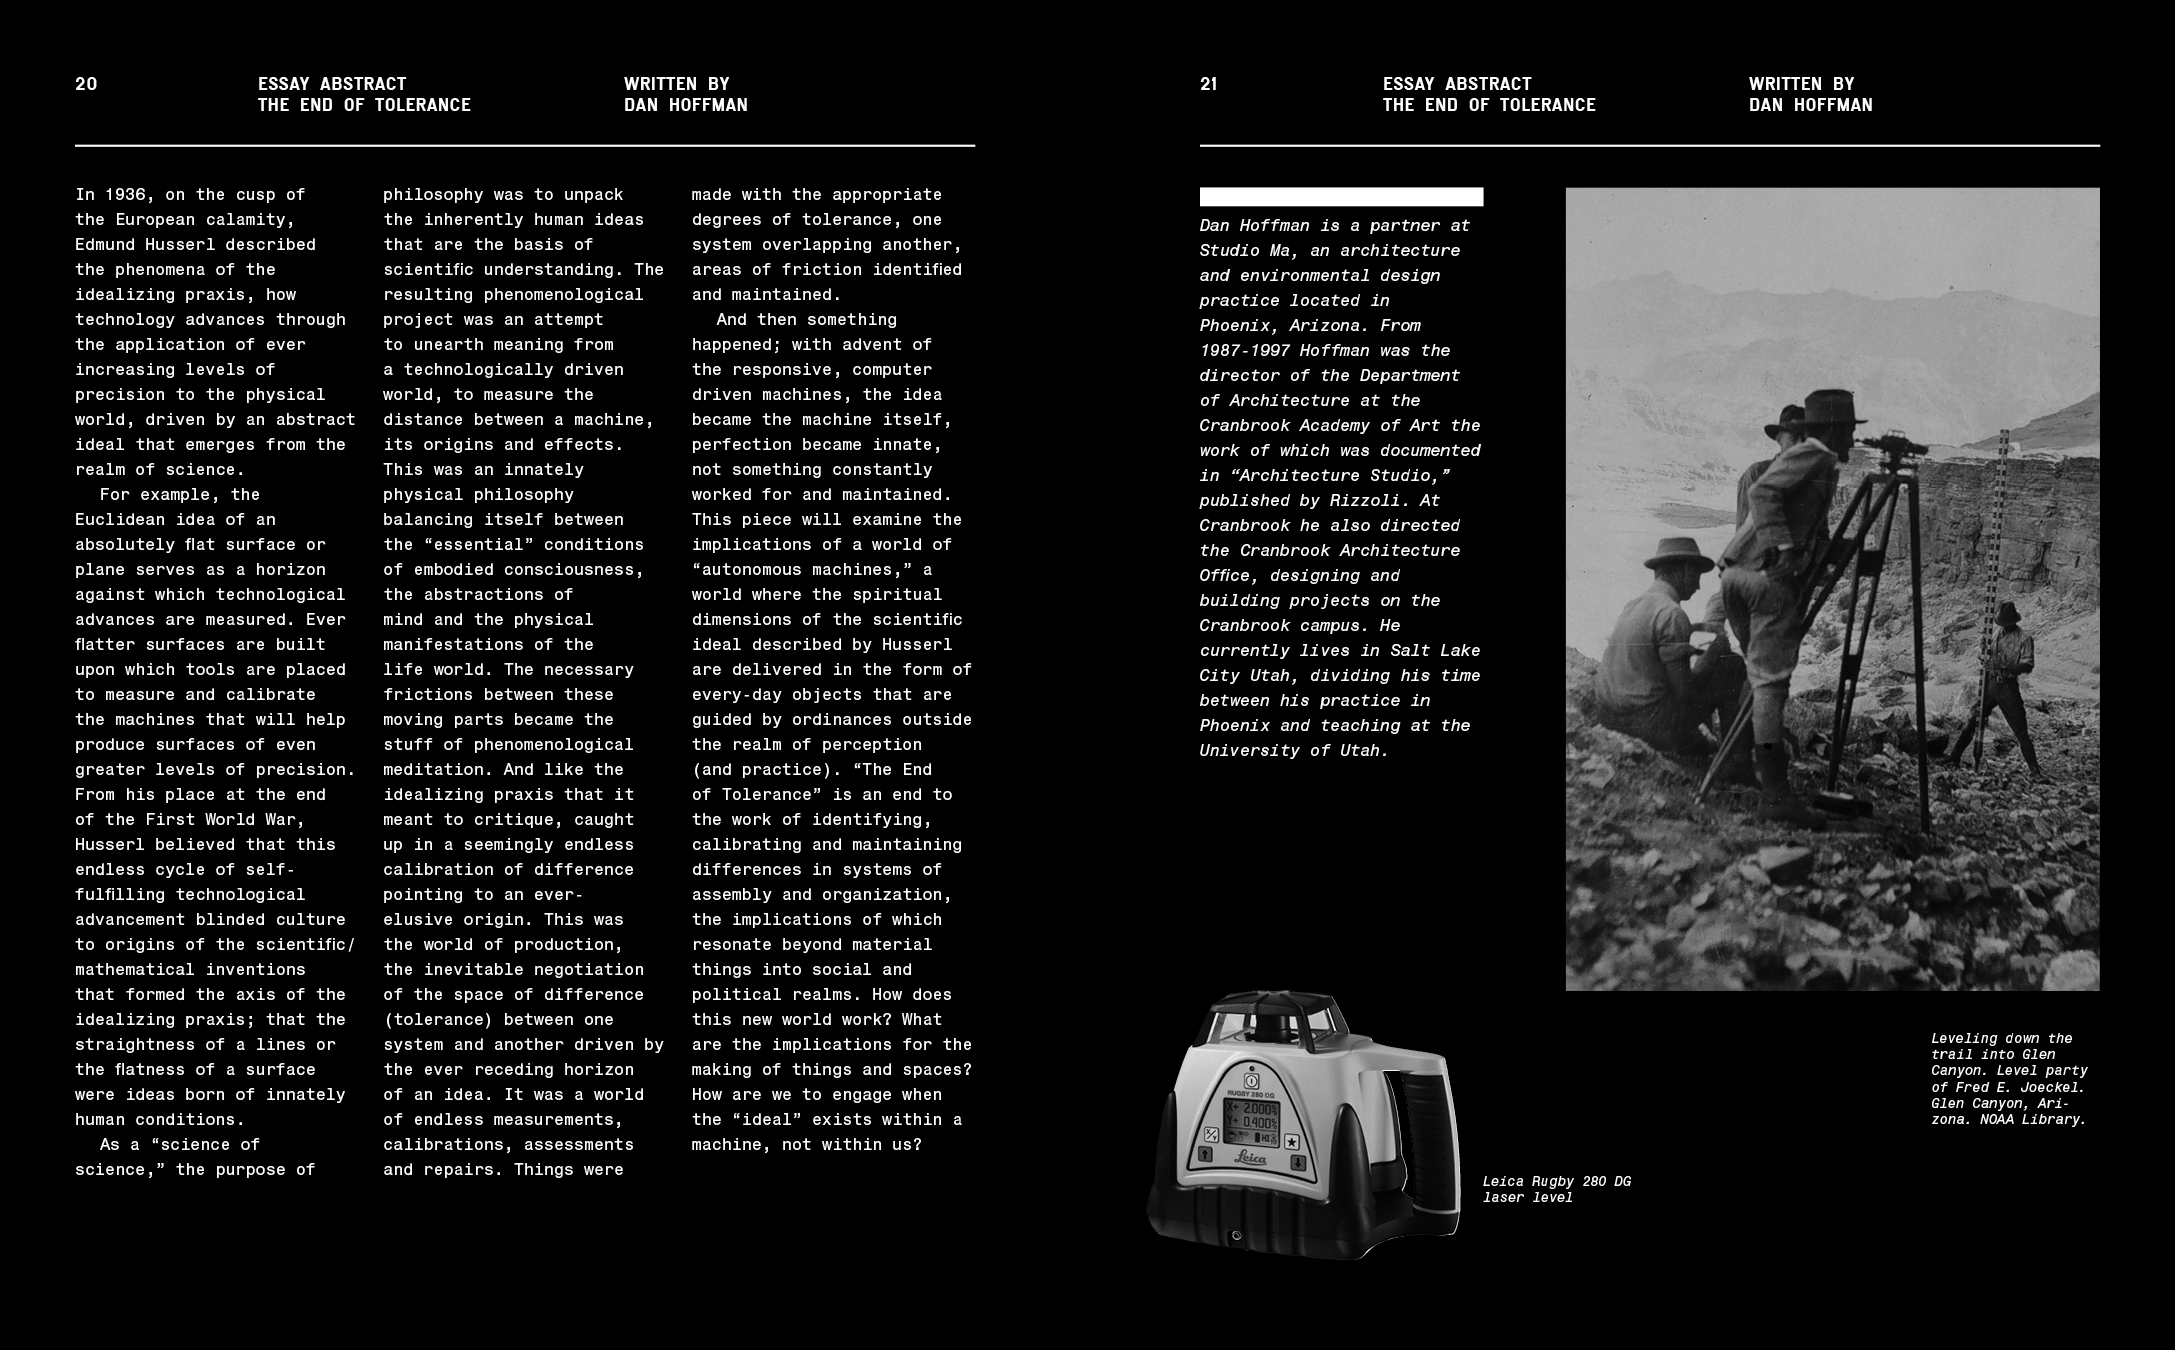 20
ESSAY ABSTRACT
THE END OF TOLERANCE
WRITTEN BY
DAN HOFFMAN
In 1936, on the cusp of
the European calamity,
Edmund Husserl described
the phenomena of the
idealizing praxis, how
technology advances through
the application of ever
increasing levels of
precision to the physical
world, driven by an abstract
ideal that emerges from the
realm of science.
For example, the
Euclidean idea of an
absolutely flat surface or
plane serves as a horizon
against which technological
advances are measured. Ever
flatter surfaces are built
upon which tools are placed
to measure and calibrate
the machines that will help
produce surfaces of even
greater levels of precision.
From his place at the end
of the First World War,
Husserl believed that this
endless cycle of self-
fulfilling technological
advancement blinded culture
to origins of the scientific/
mathematical inventions
that formed the axis of the
idealizing praxis; that the
straightness of a lines or
the flatness of a surface
were ideas born of innately
human conditions.
As a “science of
science,” the purpose of
philosophy was to unpack
the inherently human ideas
that are the basis of
scientific understanding. The
resulting phenomenological
project was an attempt
to unearth meaning from
a technologically driven
world, to measure the
distance between a machine,
its origins and effects.
This was an innately
physical philosophy
balancing itself between
the “essential” conditions
of embodied consciousness,
the abstractions of
mind and the physical
manifestations of the
life world. The necessary
frictions between these
moving parts became the
stuff of phenomenological
meditation. And like the
idealizing praxis that it
meant to critique, caught
up in a seemingly endless
calibration of difference
pointing to an ever-
elusive origin. This was
the world of production,
the inevitable negotiation
of the space of difference
(tolerance) between one
system and another driven by
the ever receding horizon
of an idea. It was a world
of endless measurements,
calibrations, assessments
and repairs. Things were
made with the appropriate
degrees of tolerance, one
system overlapping another,
areas of friction identified
and maintained.
And then something
happened; with advent of
the responsive, computer
driven machines, the idea
became the machine itself,
perfection became innate,
not something constantly
worked for and maintained.
This piece will examine the
implications of a world of
“autonomous machines,” a
world where the spiritual
dimensions of the scientific
ideal described by Husserl
are delivered in the form of
every-day objects that are
guided by ordinances outside
the realm of perception
(and practice). “The End
of Tolerance” is an end to
the work of identifying,
calibrating and maintaining
differences in systems of
assembly and organization,
the implications of which
resonate beyond material
things into social and
political realms. How does
this new world work? What
are the implications for the
making of things and spaces?
How are we to engage when
the “ideal” exists within a
machine, not within us?
21
ESSAY ABSTRACT
THE END OF TOLERANCE
WRITTEN BY
DAN HOFFMAN
Dan Hoffman is a partner at
Studio Ma, an architecture
and environmental design
practice located in
Phoenix, Arizona. From
1987-1997 Hoffman was the
director of the Department
of Architecture at the
Cranbrook Academy of Art the
work of which was documented
in “Architecture Studio,”
published by Rizzoli. At
Cranbrook he also directed
the Cranbrook Architecture
Office, designing and
building projects on the
Cranbrook campus. He
currently lives in Salt Lake
City Utah, dividing his time
between his practice in
Phoenix and teaching at the
University of Utah.
Leveling down the
trail into Glen
Canyon. Level party
of Fred E. Joeckel.
Glen Canyon, Ari-
zona. NOAA Library.
RUGBY 280 DG
X+ 2.000%
Y+ 0.400%
HI
X/Y
Leica
Leica Rugby 280 DG
laser level